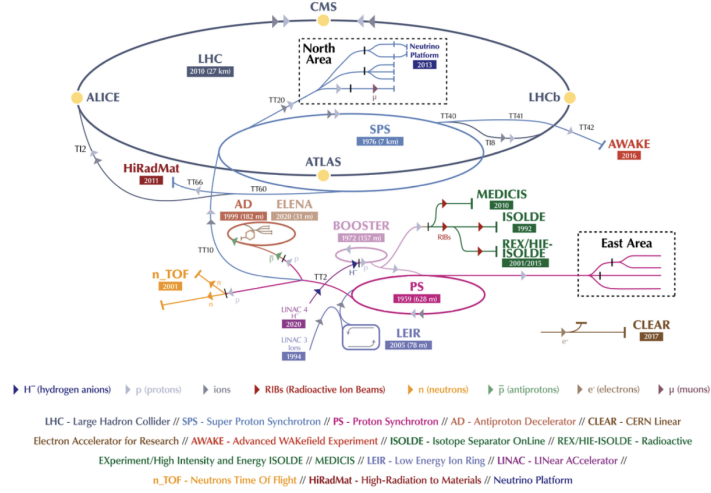 CMS
North
Area
Neutrino
Platform
2013
LHC
2010 (27 km)
TT20
μ
ALICE
LHCb
TT40
TT41
SPS
1976 (7 km)
TI8
TT42
TI2
AWAKE
2016
ATLAS
HiRadMat
2011
TT66
TT60
MEDICIS
2010
AD
1999 (182 m)
ELENA
2020 (31 m)
ISOLDE
1992
BOOSTER
1972 (157 m)
RIBs
REX/HIE-
ISOLDE
2001/2015
East Area
TT10
p
p̄
p
H⁻
TT2
n_TOF
2001
n
n
p
PS
1959 (628 m)
LINAC 4
H⁻
2020
LINAC 3
Ions
1994
LEIR
2005 (78 m)
CLEAR
2017
e⁻
H⁻ (hydrogen anions) p (protons) ions RIBs (Radioactive Ion Beams) n (neutrons) p̄ (antiprotons) e⁻ (electrons) μ (muons)
LHC - Large Hadron Collider // SPS - Super Proton Synchrotron // PS - Proton Synchrotron // AD - Antiproton Decelerator // CLEAR - CERN Linear
Electron Accelerator for Research // AWAKE - Advanced WAKefield Experiment // ISOLDE - Isotope Separator OnLine // REX/HIE-ISOLDE - Radioactive
EXperiment/High Intensity and Energy ISOLDE // MEDICIS // LEIR - Low Energy Ion Ring // LINAC - LINear ACcelerator //
n_TOF - Neutrons Time Of Flight // HiRadMat - High-Radiation to Materials // Neutrino Platform